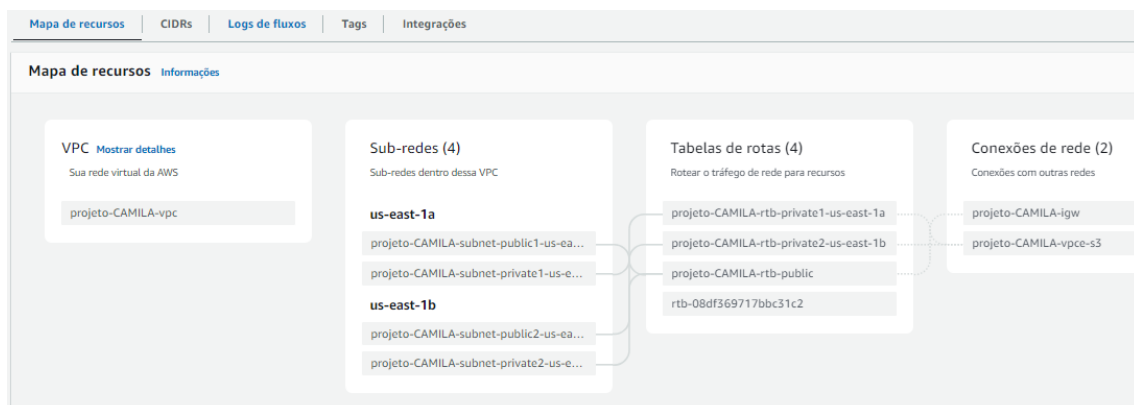 Mapa de recursos CIDRs Logs de fluxos Tags Integrações
Mapa de recursos Informações
VPC Mostrar detalhes
Sua rede virtual da AWS
projeto-CAMILA-vpc
Sub-redes (4)
Sub-redes dentro dessa VPC
us-east-1a
projeto-CAMILA-subnet-public1-us-ea...
projeto-CAMILA-subnet-private1-us-e...
us-east-1b
projeto-CAMILA-subnet-public2-us-ea...
projeto-CAMILA-subnet-private2-us-e...
Tabelas de rotas (4)
Rotear o tráfego de rede para recursos
projeto-CAMILA-rtb-private1-us-east-1a
projeto-CAMILA-rtb-private2-us-east-1b
projeto-CAMILA-rtb-public
rtb-08df369717bbc31c2
Conexões de rede (2)
Conexões com outras redes
projeto-CAMILA-igw
projeto-CAMILA-vpce-s3